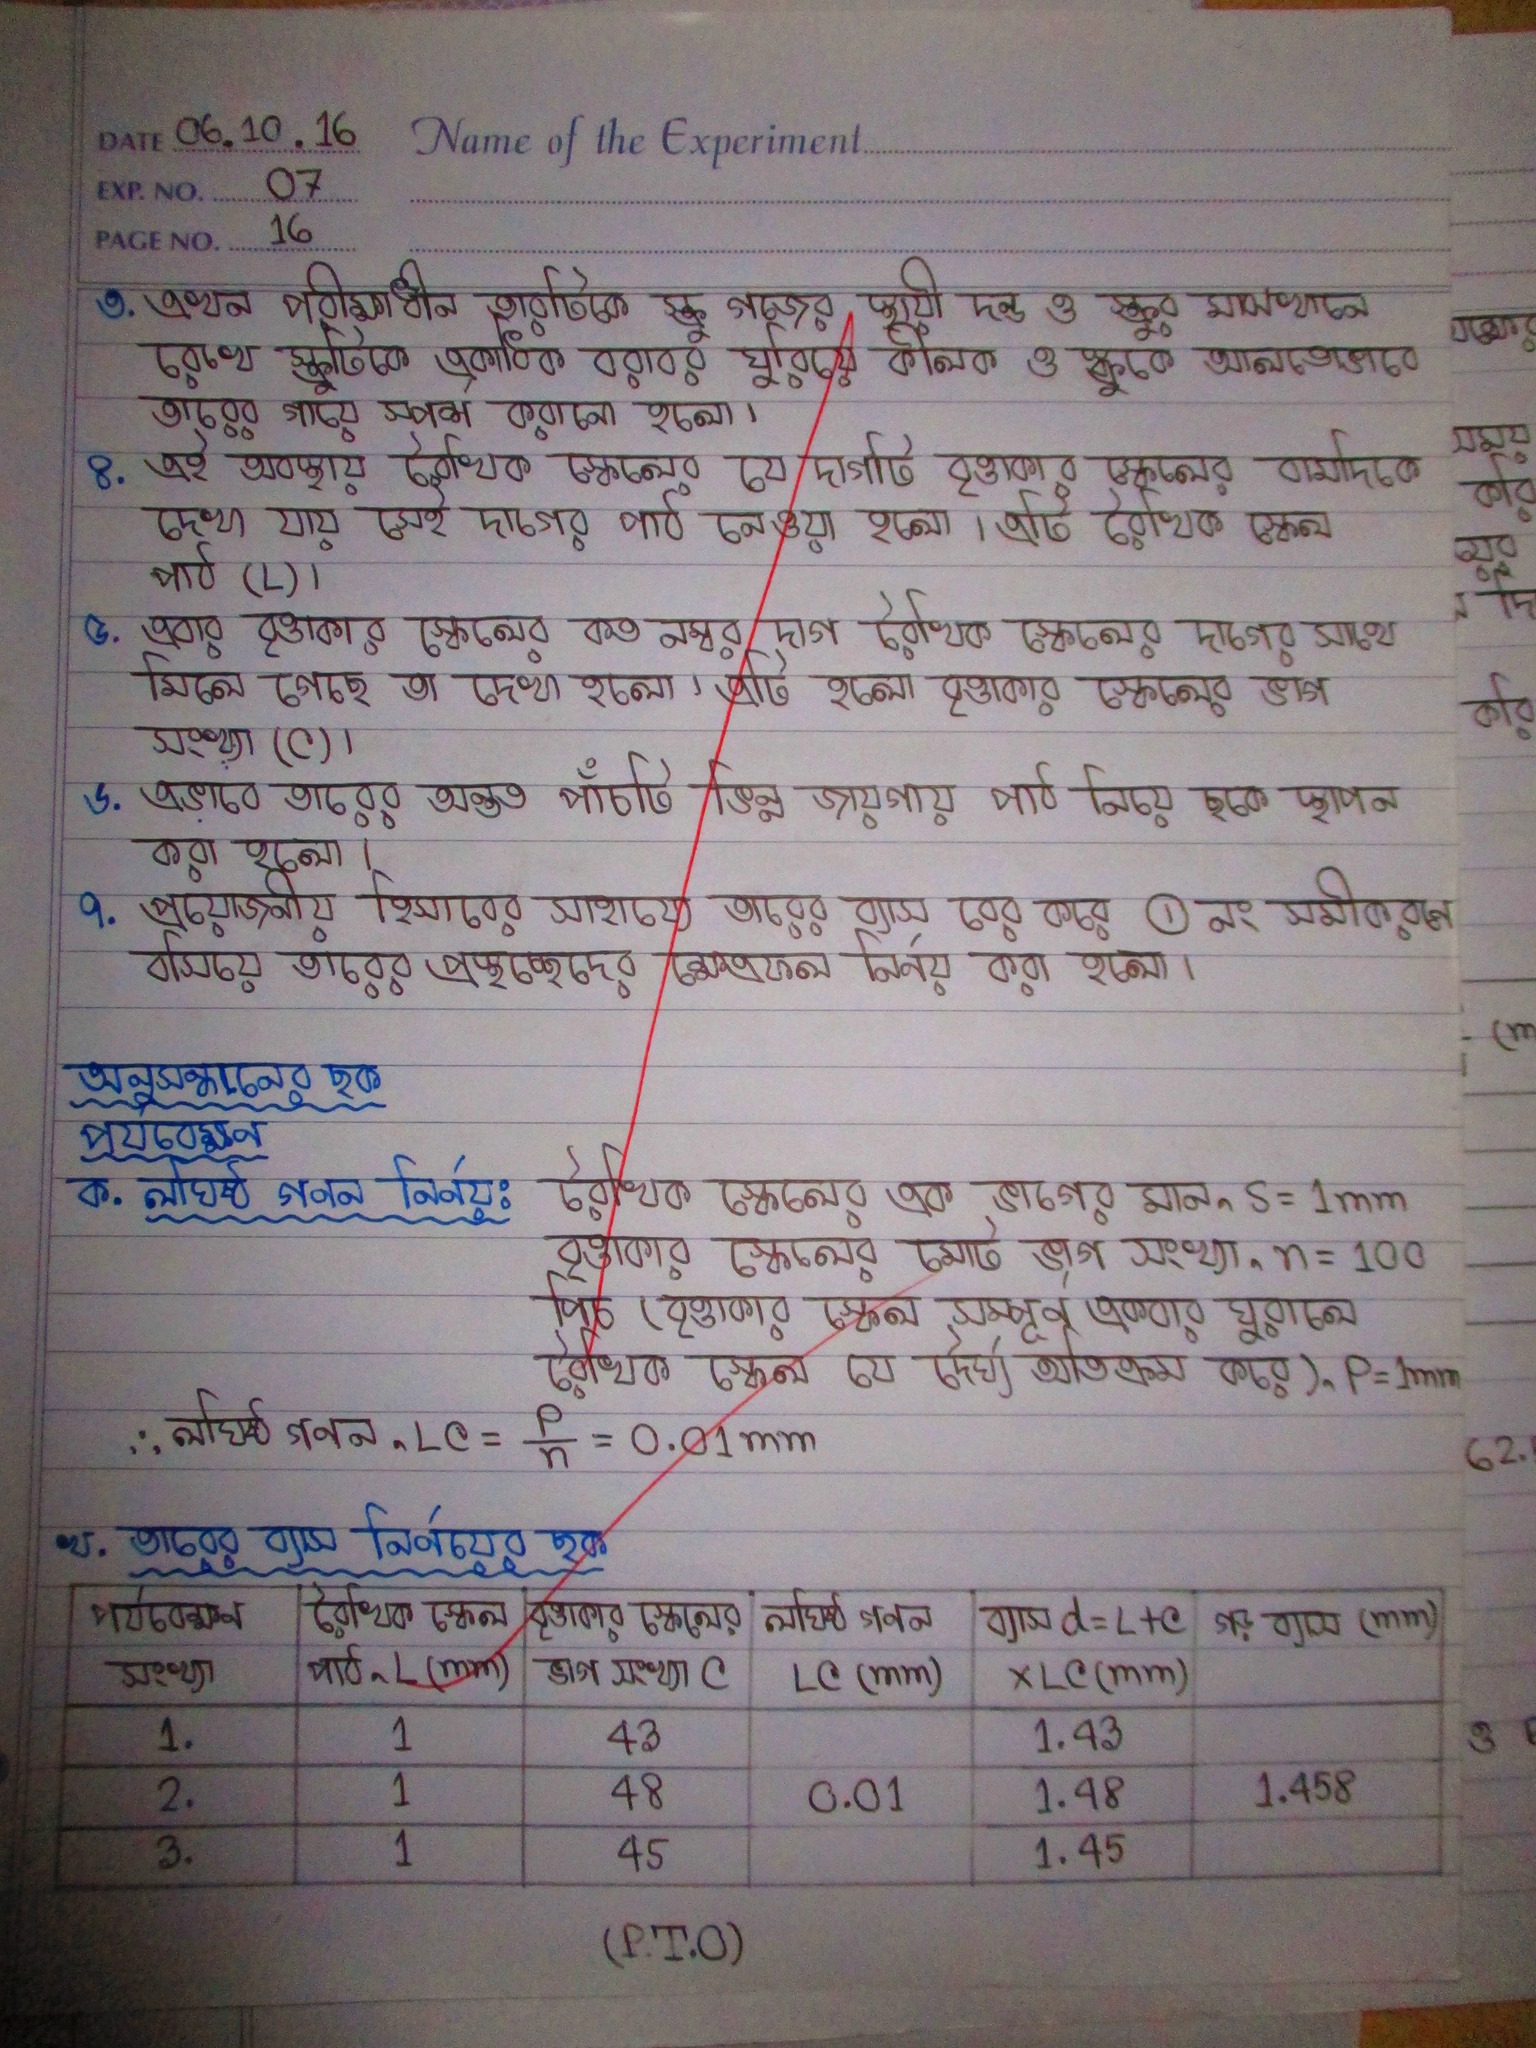 DATE 06.10.16 Name of the Experiment
EXP. NO. 07
PAGE NO. 16
৩. এখন পরীক্ষাধীন তারটিকে স্ক্রু গজের স্থায়ী দন্ড ও স্ক্রুর মাঝখানে
রেখে স্ক্রুটিকে একদিক বরাবর ঘুরিয়ে কীলক ও স্ক্রুকে আলতোভাবে
তারের গায়ে স্পর্শ করানো হলো।
৪. এই অবস্থায় রৈখিক স্কেলের যে দাগটি বৃত্তাকার স্কেলের বামদিকে
দেখা যায় সেই দাগের পাঠ নেওয়া হলো। এটি রৈখিক স্কেল
পাঠ (L)।
৫. এবার বৃত্তাকার স্কেলের কত নম্বর দাগ রৈখিক স্কেলের দাগের সাথে
মিলে গেছে তা দেখা হলো। এটি হলো বৃত্তাকার স্কেলের ভাগ
সংখ্যা (C)।
৬. এভাবে তারের অন্তত পাঁচটি ভিন্ন জায়গায় পাঠ নিয়ে ছকে স্থাপন
করা হলো।
৭. প্রয়োজনীয় হিসাবের সাহায্যে তারের ব্যাস বের করে ① নং সমীকরণে
বসিয়ে তারের প্রস্থচ্ছেদের ক্ষেত্রফল নির্ণয় করা হলো।
অনুসন্ধানের ছক
পর্যবেক্ষন
ক. লঘিষ্ঠ গণন নির্ণয়ঃ রৈখিক স্কেলের এক ভাগের মান, S = 1mm
বৃত্তাকার স্কেলের মোট ভাগ সংখ্যা, n = 100
পিচ (বৃত্তাকার স্কেল সম্পূর্ণ একবার ঘুরালে
রৈখিক স্কেল যে দৈর্ঘ্য অতিক্রম করে), P = 1mm
∴ লঘিষ্ঠ গণন, LC = P/n = 0.01mm
খ. তারের ব্যাস নির্ণয়ের ছক
পর্যবেক্ষণ রৈখিক স্কেল বৃত্তাকার স্কেলের লঘিষ্ঠ গণন ব্যাস d = L+C গড় ব্যাস (mm)
সংখ্যা পাঠ, L (mm) ভাগ সংখ্যা C LC (mm) ×LC (mm)
1. 1 43 1.43
2. 1 48 0.01 1.48 1.458
3. 1 45 1.45
(P.T.O)